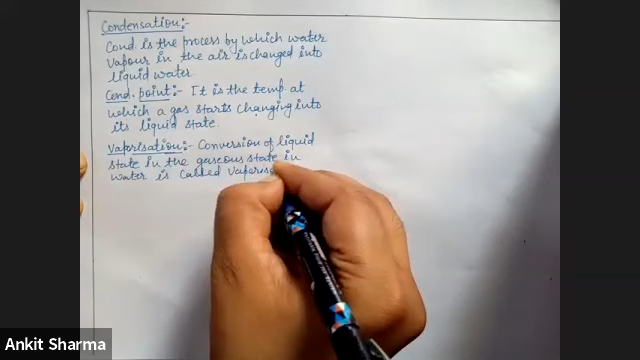 Condensation:-
Cond is the process by which water
vapour in the air is changed into
liquid water.
Cond. point:- It is the temp at
which a gas starts changing into
its liquid state.
Vaporisation:- Conversion of liquid
state in the gaseous state in
water is called Vaporis
Ankit Sharma